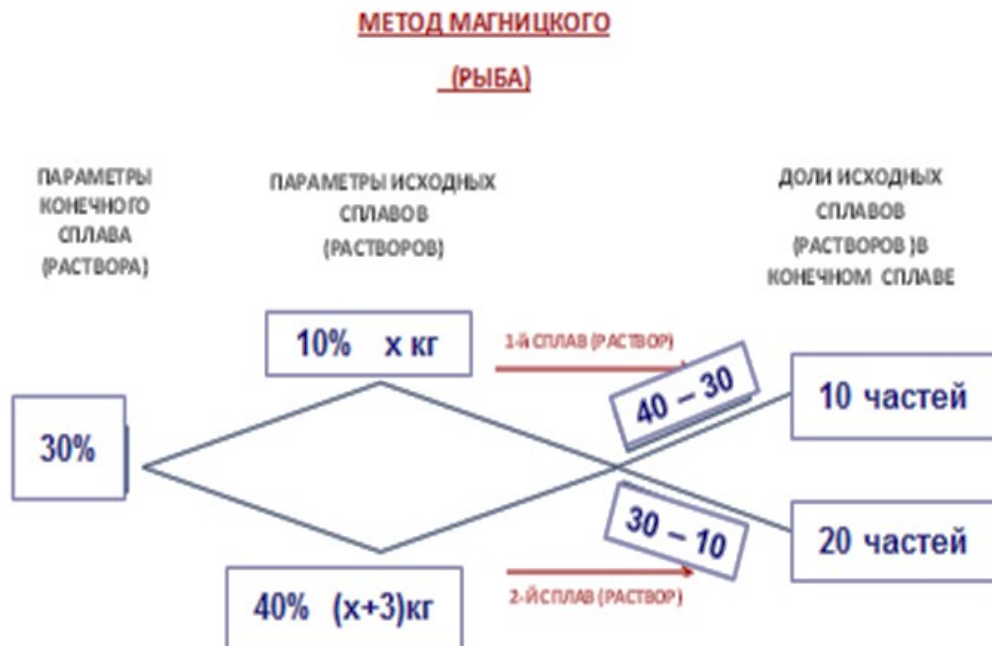 МЕТОД МАГНИЦКОГО
(РЫБА)
ПАРАМЕТРЫ
КОНЕЧНОГО
СПЛАВА
(РАСТВОРА)
ПАРАМЕТРЫ ИСХОДНЫХ
СПЛАВОВ
(РАСТВОРОВ)
ДОЛИ ИСХОДНЫХ
СПЛАВОВ
(РАСТВОРОВ )В
КОНЕЧНОМ СПЛАВЕ
10% х кг
1-Й СПЛАВ (РАСТВОР)
40 – 30
10 частей
30%
30 – 10
20 частей
40% (х+3)кг
2-Й СПЛАВ (РАСТВОР)